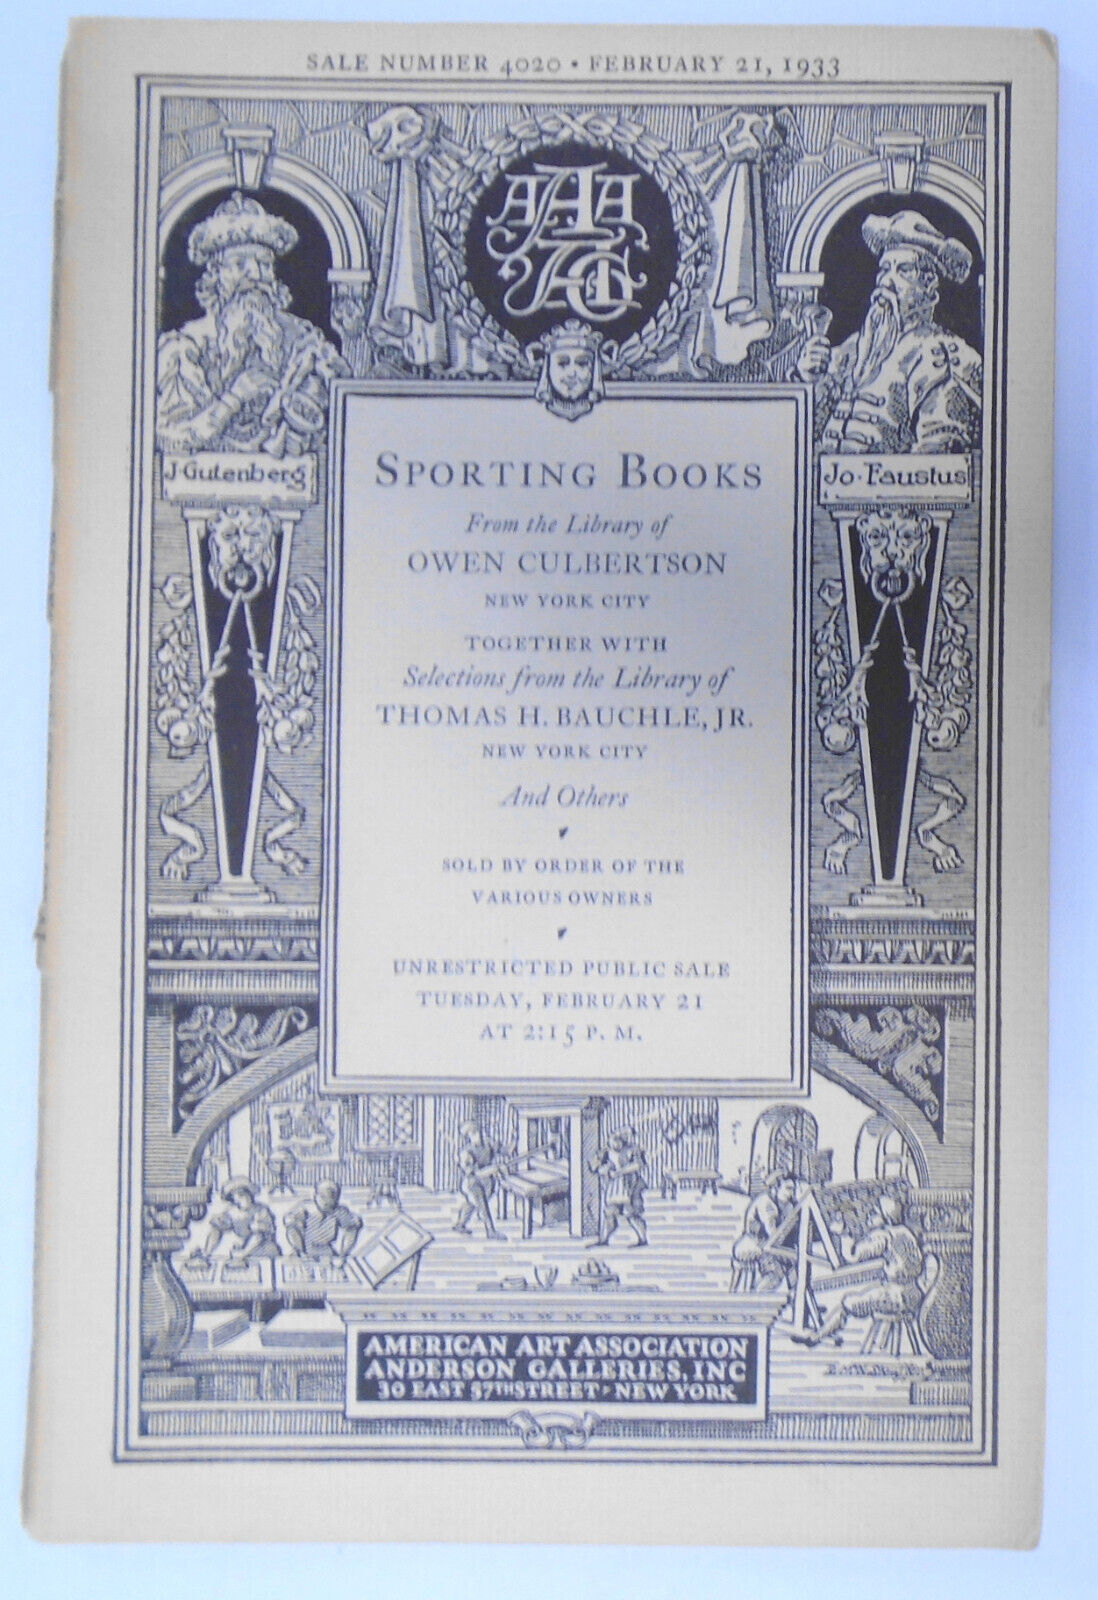 SALE NUMBER 4020 • FEBRUARY 21, 1933
AAA
AG
J. Gutenberg
Jo. Faustus
SPORTING BOOKS
From the Library of
OWEN CULBERTSON
NEW YORK CITY
TOGETHER WITH
Selections from the Library of
THOMAS H. BAUCHLE, JR.
NEW YORK CITY
And Others
SOLD BY ORDER OF THE
VARIOUS OWNERS
UNRESTRICTED PUBLIC SALE
TUESDAY, FEBRUARY 21
AT 2:15 P. M.
AMERICAN ART ASSOCIATION
ANDERSON GALLERIES, INC
30 EAST 57TH STREET • NEW YORK